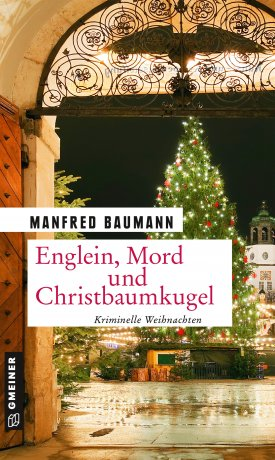 MANFRED BAUMANN
Englein, Mord
und
Christbaumkugel
Kriminelle Weihnachten
GMEINER